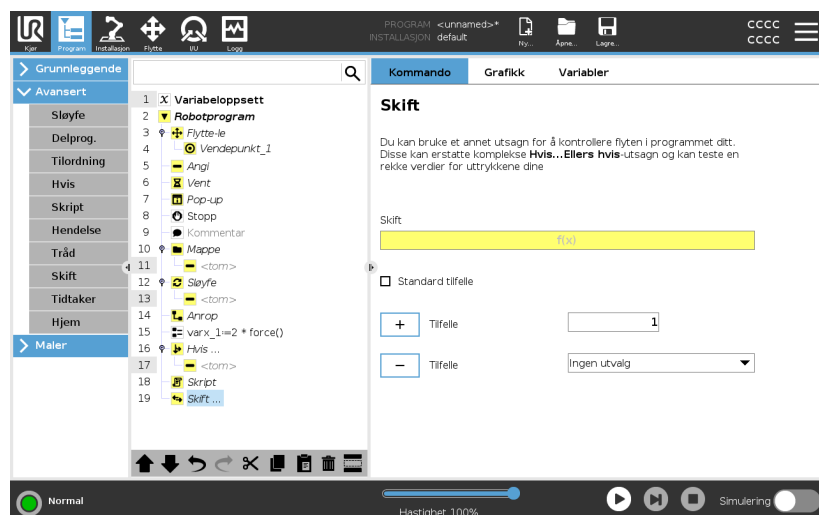 UR
Kjør
Program
Installasjon
Flytte
I/U
Logg
PROGRAM <unnamed>*
INSTALLASJON default
Ny...
Åpne...
Lagre...
CCCC
CCCC
Grunnleggende
Avansert
Sløyfe
Delprog.
Tilordning
Hvis
Skript
Hendelse
Tråd
Skift
Tidtaker
Hjem
Maler
1 X Variabeloppsett
2 Robotprogram
3 Flytte-le
4 Vendepunkt_1
5 Angi
6 Vent
7 Pop-up
8 Stopp
9 Kommentar
10 Mappe
11 <tom>
12 Sløyfe
13 <tom>
14 Anrop
15 varx_1:=2 * force()
16 Hvis ...
17 <tom>
18 Skript
19 Skift ...
Kommando Grafikk Variabler
Skift
Du kan bruke et annet utsagn for å kontrollere flyten i programmet ditt.
Disse kan erstatte komplekse Hvis...Ellers hvis-utsagn og kan teste en
rekke verdier for uttrykkene dine
Skift
f(x)
Standard tilfelle
+ Tilfelle 1
− Tilfelle Ingen utvalg
Normal
Hastighet 100%
Simulering